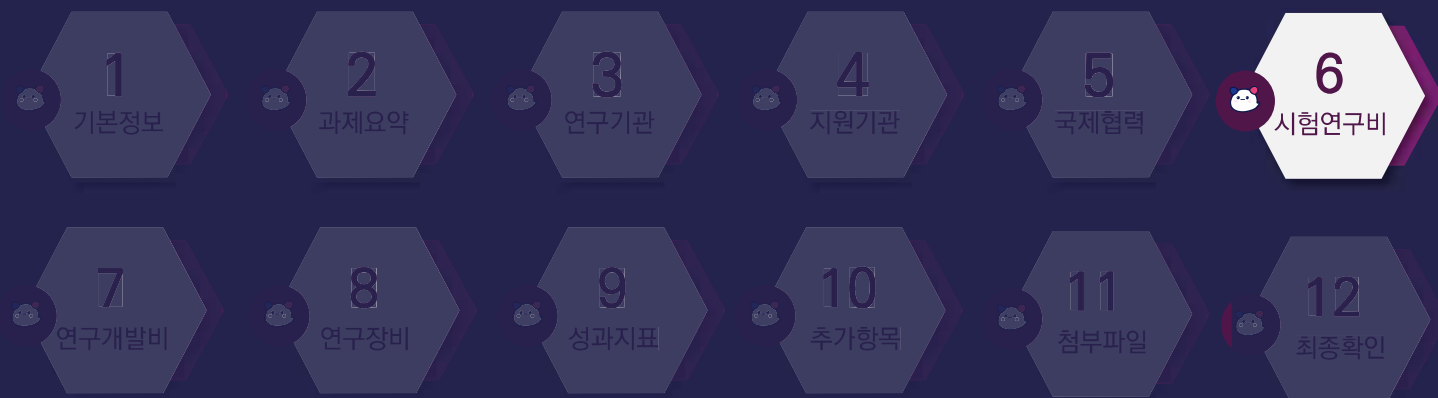 1
기본정보
2
과제요약
3
연구기관
4
지원기관
5
국제협력
6
시험연구비
7
연구개발비
8
연구장비
9
성과지표
10
추가항목
11
첨부파일
12
최종확인